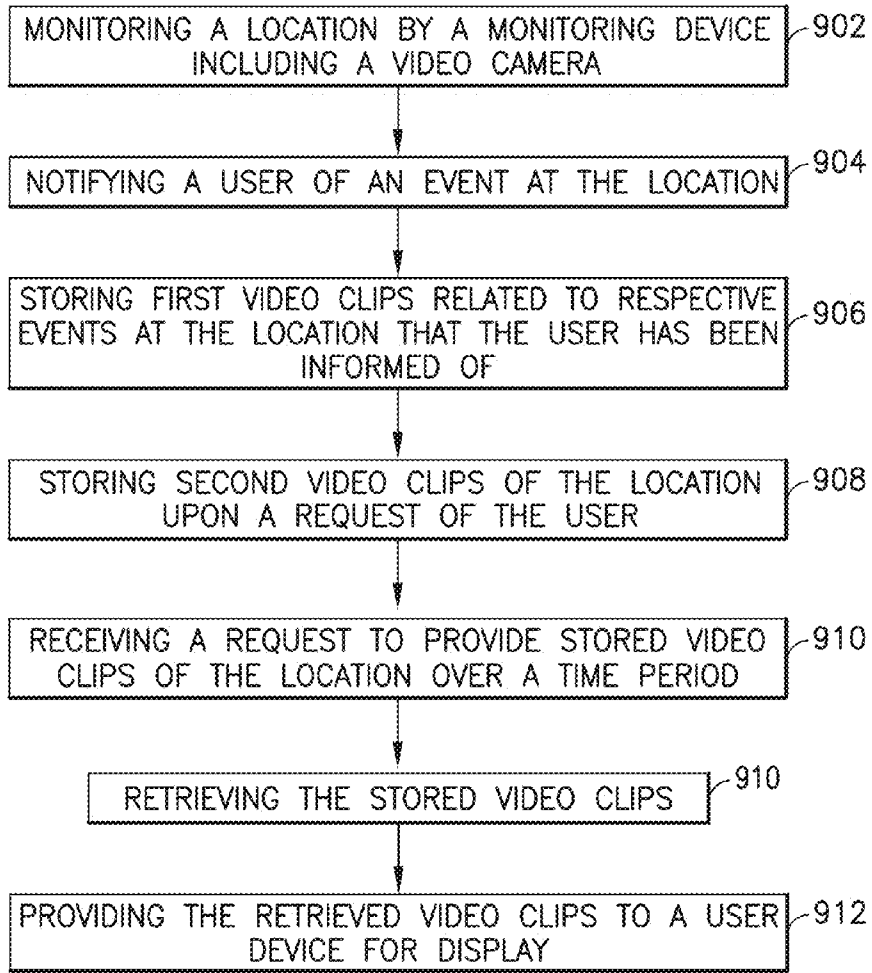 MONITORING A LOCATION BY A MONITORING DEVICE
INCLUDING A VIDEO CAMERA
902
NOTIFYING A USER OF AN EVENT AT THE LOCATION
904
STORING FIRST VIDEO CLIPS RELATED TO RESPECTIVE
EVENTS AT THE LOCATION THAT THE USER HAS BEEN
INFORMED OF
906
STORING SECOND VIDEO CLIPS OF THE LOCATION
UPON A REQUEST OF THE USER
908
RECEIVING A REQUEST TO PROVIDE STORED VIDEO
CLIPS OF THE LOCATION OVER A TIME PERIOD
910
RETRIEVING THE STORED VIDEO CLIPS
910
PROVIDING THE RETRIEVED VIDEO CLIPS TO A USER
DEVICE FOR DISPLAY
912